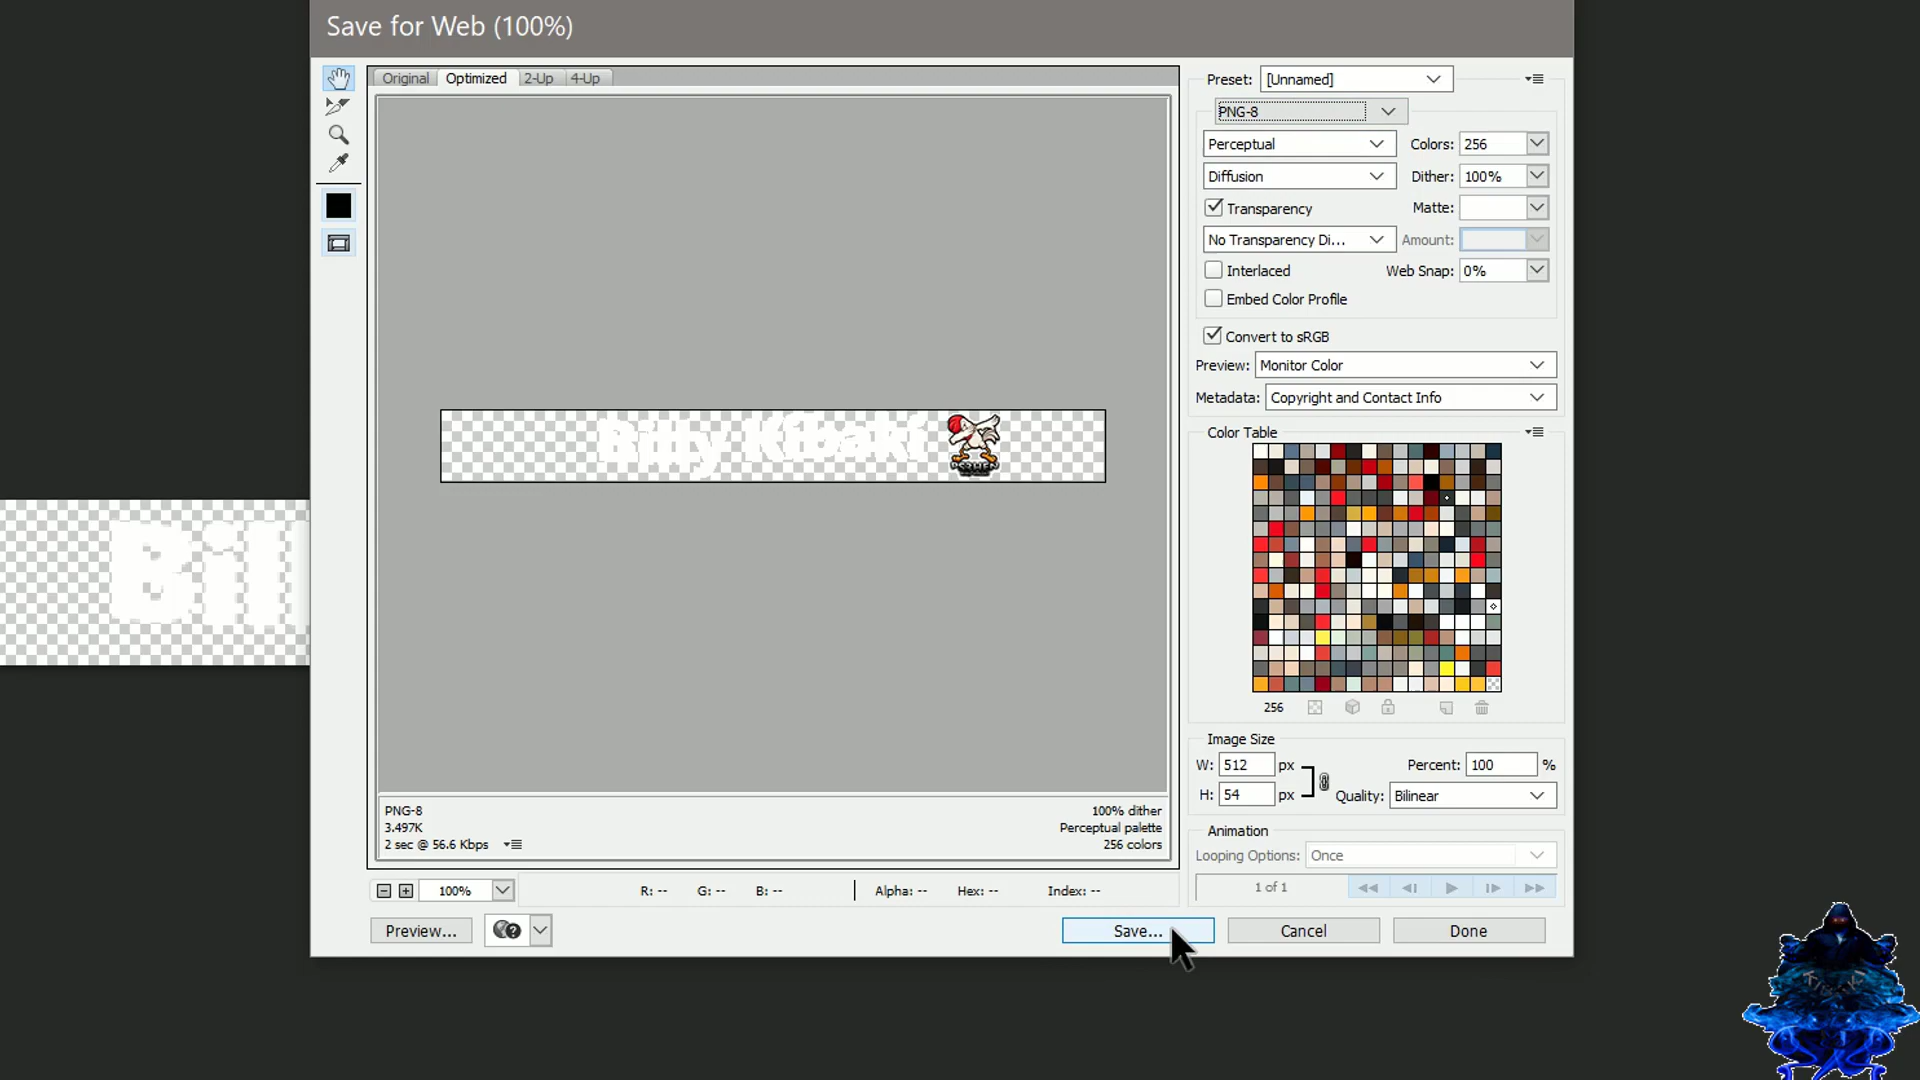 Save for Web (100%)
Original
Optimized
2-Up
4-Up
Preset: [Unnamed]
PNG-8
Perceptual
Colors: 256
Diffusion
Dither: 100%
Transparency
Matte:
No Transparency Di...
Amount:
Interlaced
Web Snap: 0%
Embed Color Profile
Convert to sRGB
Preview: Monitor Color
Metadata: Copyright and Contact Info
Color Table
Billy Kibaki
Bill
256
Image Size
W: 512 px
Percent: 100 %
H: 54 px
Quality: Bilinear
PNG-8
3.497K
2 sec @ 56.6 Kbps
100% dither
Perceptual palette
256 colors
Animation
Looping Options: Once
1 of 1
100%
R: --
G: --
B: --
Alpha: --
Hex: --
Index: --
Preview...
Save...
Cancel
Done